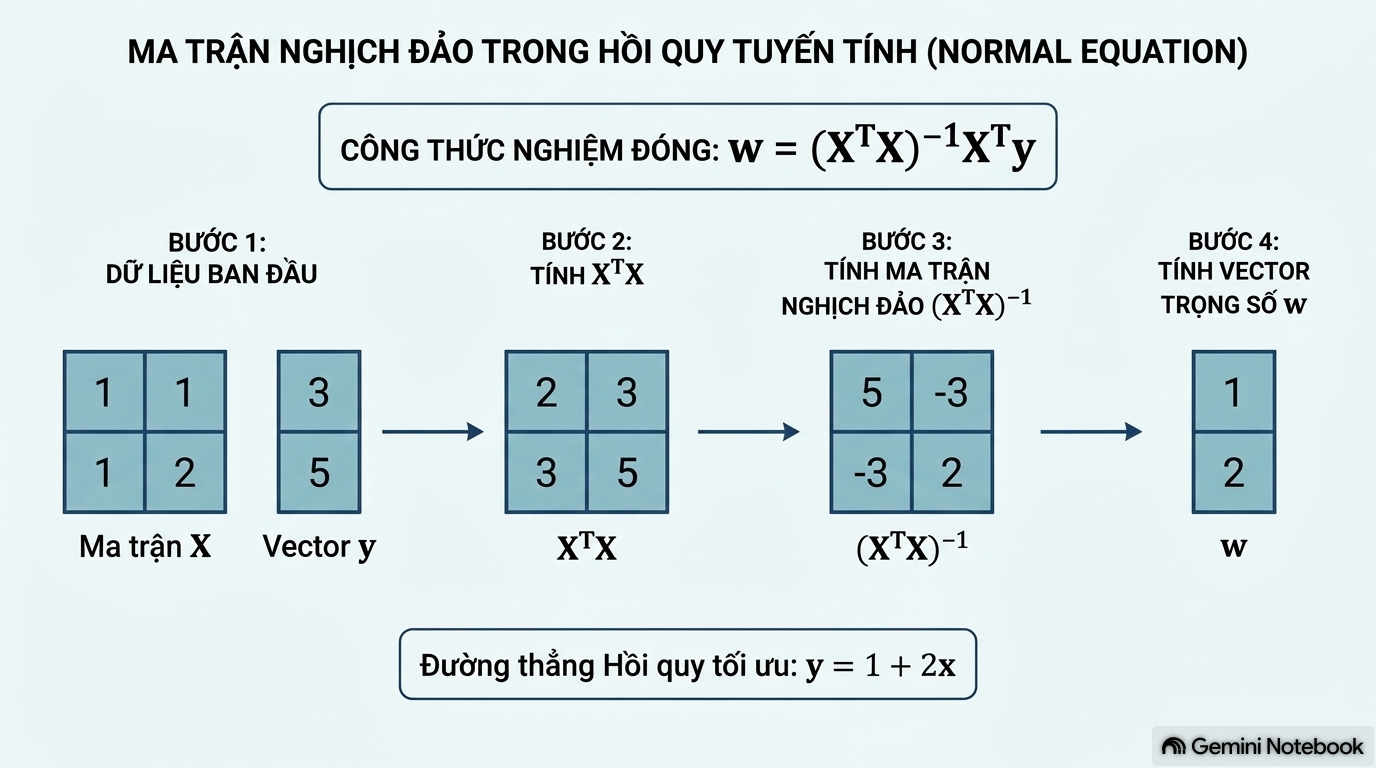 MA TRẬN NGHỊCH ĐẢO TRONG HỒI QUY TUYẾN TÍNH (NORMAL EQUATION)
CÔNG THỨC NGHIỆM ĐÓNG: w = (XᵀX)⁻¹Xᵀy
BƯỚC 1:
DỮ LIỆU BAN ĐẦU
1 1
1 2
Ma trận X
3
5
Vector y
BƯỚC 2:
TÍNH XᵀX
2 3
3 5
XᵀX
BƯỚC 3:
TÍNH MA TRẬN
NGHỊCH ĐẢO (XᵀX)⁻¹
5 -3
-3 2
(XᵀX)⁻¹
BƯỚC 4:
TÍNH VECTOR
TRỌNG SỐ w
1
2
w
Đường thẳng Hồi quy tối ưu: y = 1 + 2x
Gemini Notebook